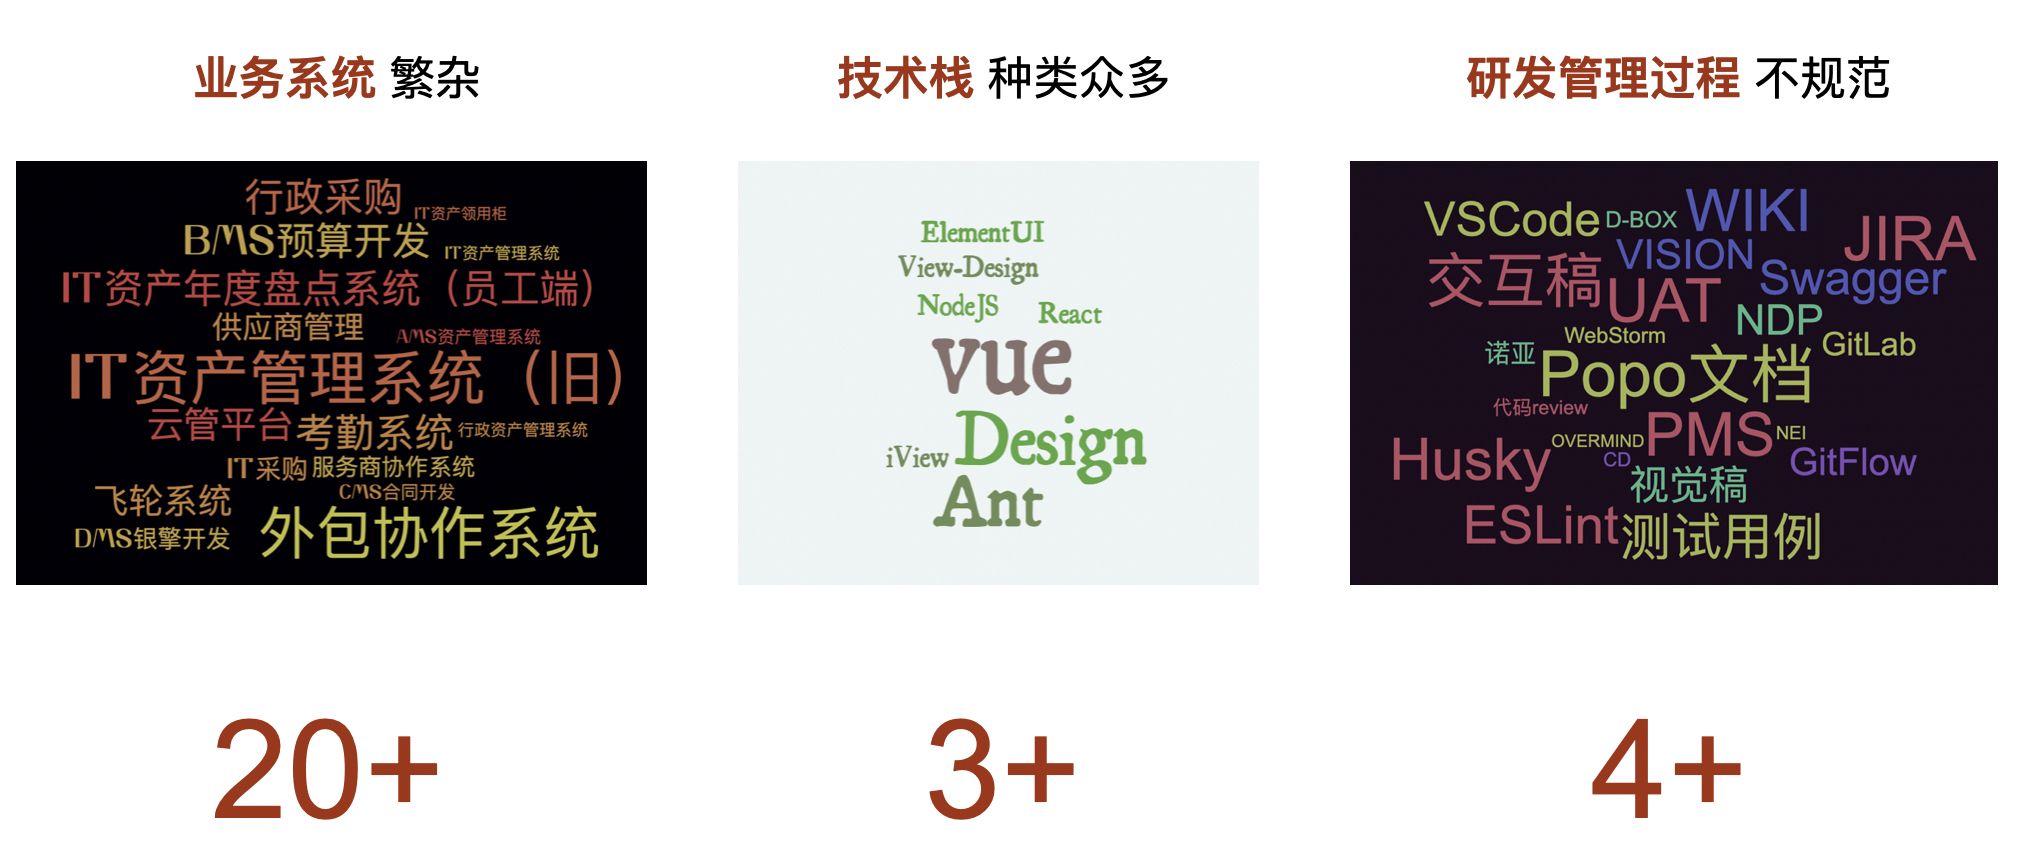 业务系统 繁杂
行政采购
IT资产领用柜
BMS预算开发
IT资产管理系统
IT资产年度盘点系统（员工端）
供应商管理
AMS资产管理系统
IT资产管理系统（旧）
云管平台
考勤系统
行政资产管理系统
IT采购
服务商协作系统
飞轮系统
CMS合同开发
DMS银擎开发
外包协作系统
20+
技术栈 种类众多
ElementUI
View-Design
NodeJS
React
vue
Design
iView
Ant
3+
研发管理过程 不规范
VSCode
D-BOX
WIKI
JIRA
VISION
交互稿
Swagger
UAT
NDP
WebStorm
GitLab
诺亚
Popo文档
代码review
PMS
NEI
OVERMIND
Husky
CD
GitFlow
视觉稿
ESLint
测试用例
4+